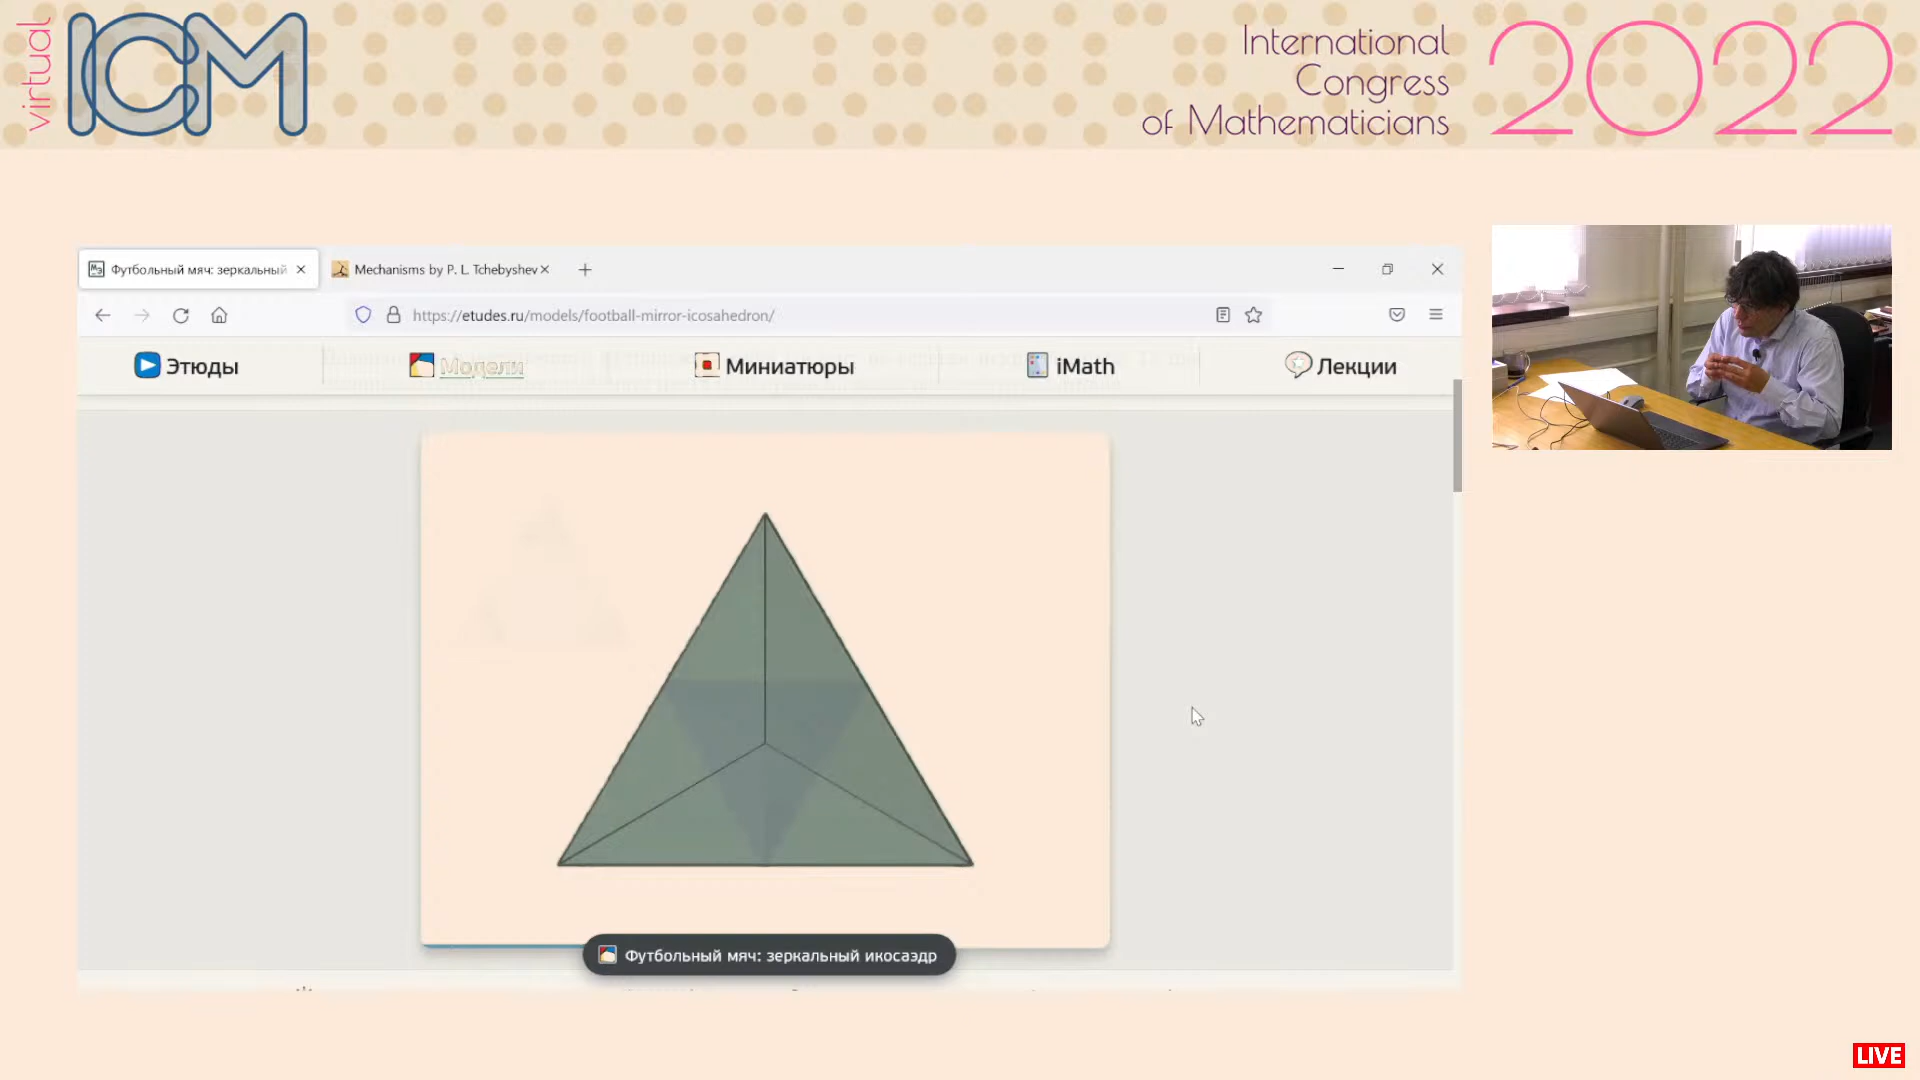 virtual
ICM
International
Congress
of Mathematicians
2022
Футбольный мяч: зеркальный
Mechanisms by P. L. Tchebyshev
https://etudes.ru/models/football-mirror-icosahedron/
Этюды
Модели
Миниатюры
iMath
Лекции
Футбольный мяч: зеркальный икосаэдр
LIVE